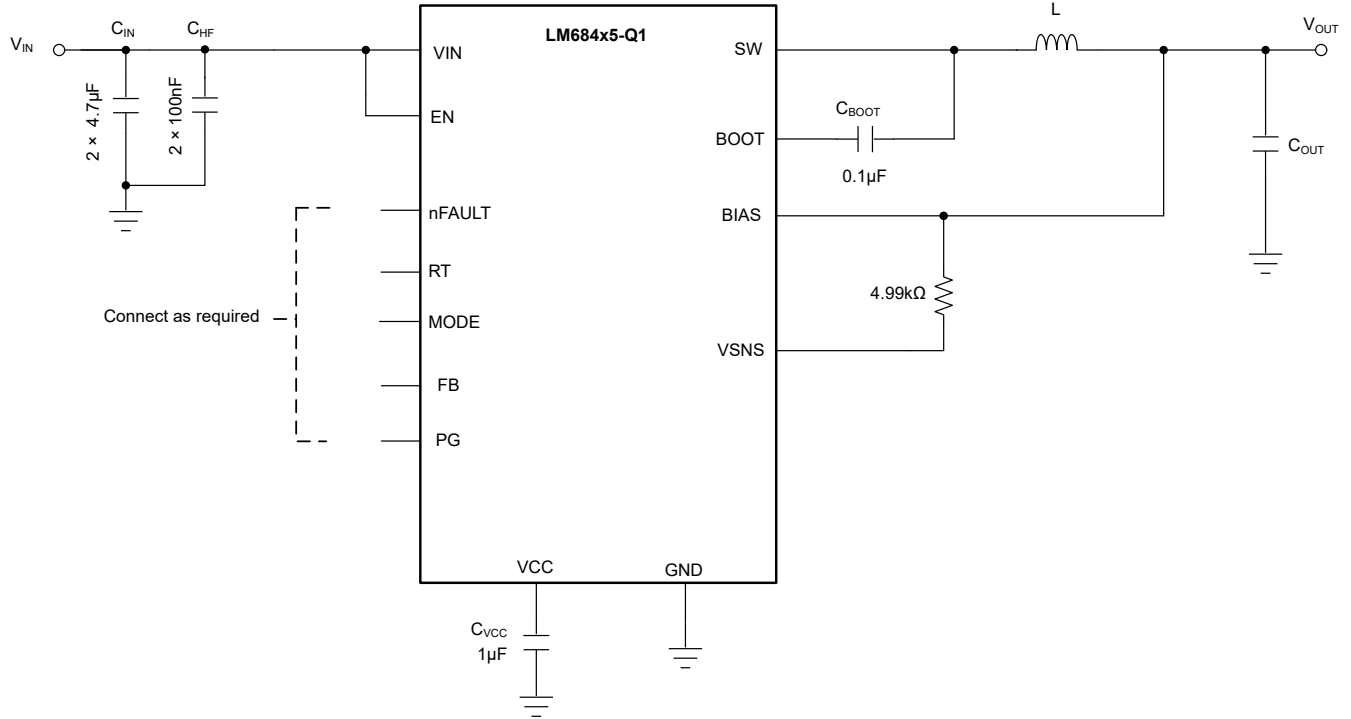 LM684x5-Q1
V_IN
C_IN
C_HF
2 × 4.7µF
2 × 100nF
VIN
EN
nFAULT
RT
MODE
FB
PG
Connect as required
VCC
GND
C_VCC
1µF
SW
BOOT
BIAS
VSNS
C_BOOT
0.1µF
4.99kΩ
L
V_OUT
C_OUT